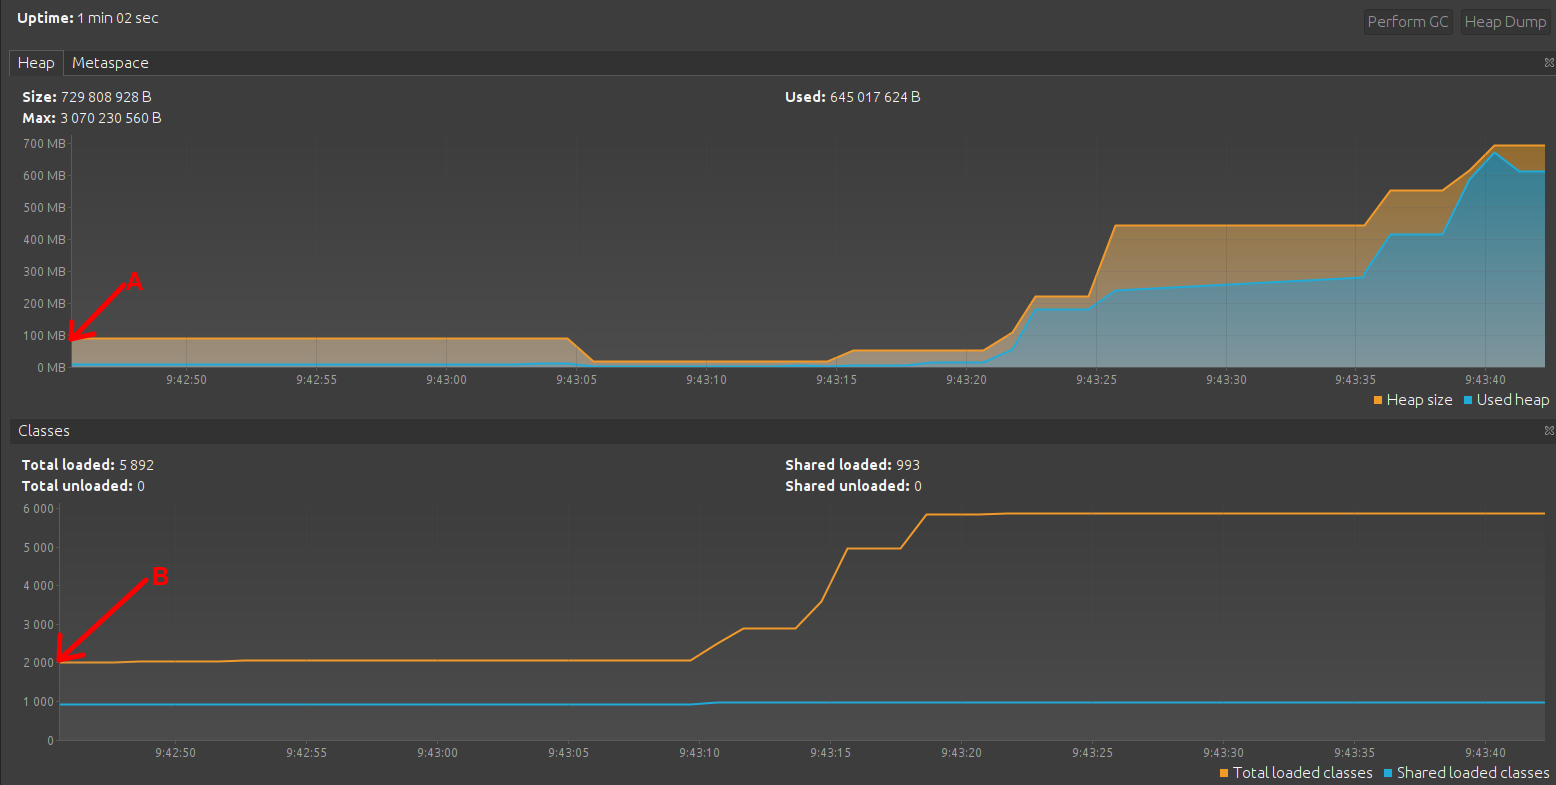 Uptime: 1 min 02 sec
Perform GC Heap Dump
Heap Metaspace
Size: 729 808 928 B Used: 645 017 624 B
Max: 3 070 230 560 B
700 MB
600 MB
500 MB
400 MB
300 MB
A
200 MB
100 MB
0 MB
9:42:50 9:42:55 9:43:00 9:43:05 9:43:10 9:43:15 9:43:20 9:43:25 9:43:30 9:43:35 9:43:40
Heap size Used heap
Classes
Total loaded: 5 892 Shared loaded: 993
Total unloaded: 0 Shared unloaded: 0
6 000
5 000
B
4 000
3 000
2 000
1 000
0
9:42:50 9:42:55 9:43:00 9:43:05 9:43:10 9:43:15 9:43:20 9:43:25 9:43:30 9:43:35 9:43:40
Total loaded classes Shared loaded classes